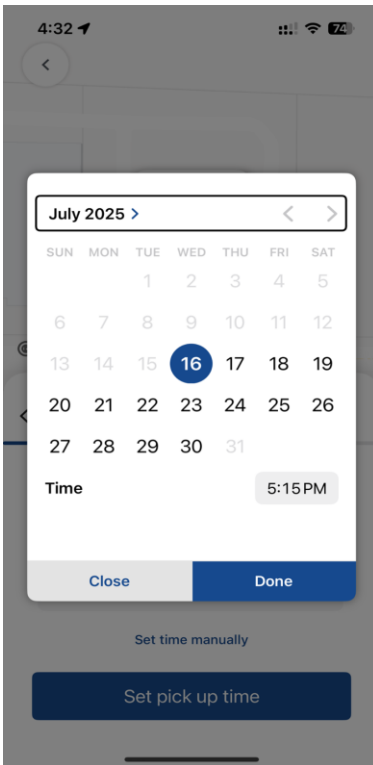 4:32
74
July 2025 >
SUN MON TUE WED THU FRI SAT
1 2 3 4 5
6 7 8 9 10 11 12
13 14 15 16 17 18 19
20 21 22 23 24 25 26
27 28 29 30 31
Time 5:15 PM
Close Done
Set time manually
Set pick up time